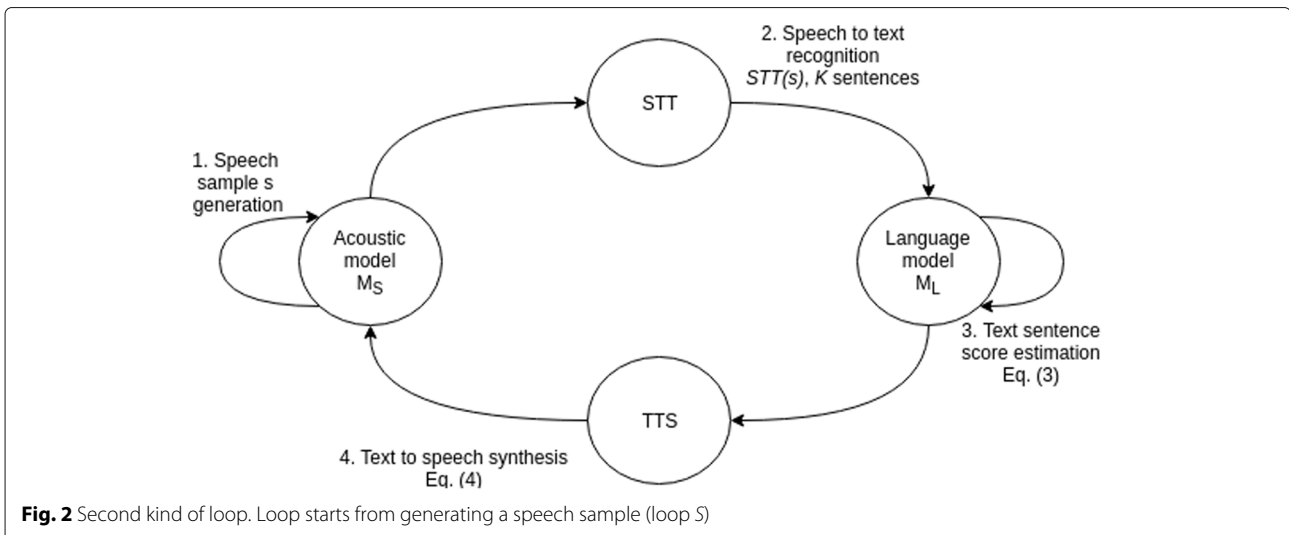 STT
2. Speech to text
recognition
STT(s), K sentences
1. Speech
sample s
generation
Acoustic
model
M_S
Language
model
M_L
3. Text sentence
score estimation
Eq. (3)
TTS
4. Text to speech synthesis
Eq. (4)
Fig. 2 Second kind of loop. Loop starts from generating a speech sample (loop S)